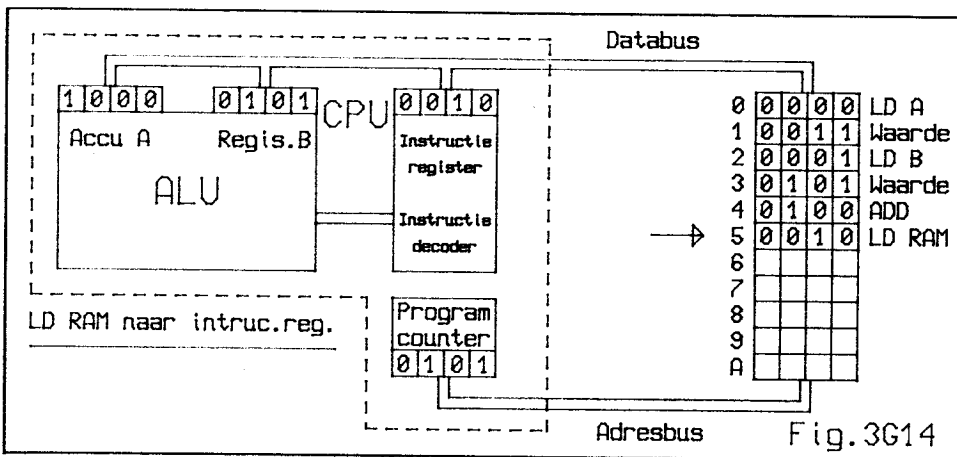 Databus
1 0 0 0
0 1 0 1
CPU
0 0 1 0
Accu A
Regis.B
ALU
Instructie
register
Instructie
decoder
0 0 0 0 0 LD A
1 0 0 1 1 Waarde
2 0 0 0 1 LD B
3 0 1 0 1 Waarde
4 0 1 0 0 ADD
5 0 0 1 0 LD RAM
6
7
8
9
A
LD RAM naar intruc.reg.
Program
counter
0 1 0 1
Adresbus
Fig.3G14